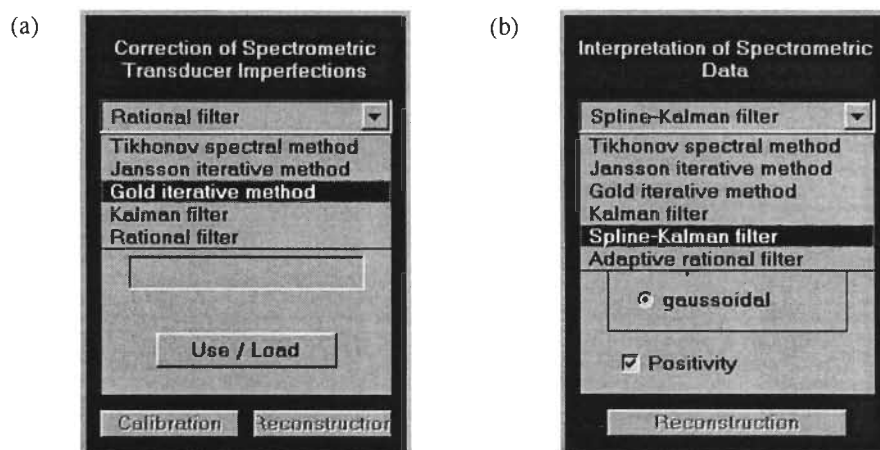 (a)
Correction of Spectrometric
Transducer Imperfections
Rational filter
Tikhonov spectral method
Jansson iterative method
Gold iterative method
Kalman filter
Rational filter
Use / Load
Calibration
Reconstruction
(b)
Interpretation of Spectrometric
Data
Spline-Kalman filter
Tikhonov spectral method
Jansson iterative method
Gold iterative method
Kalman filter
Spline-Kalman filter
Adaptive rational filter
gaussoidal
Positivity
Reconstruction